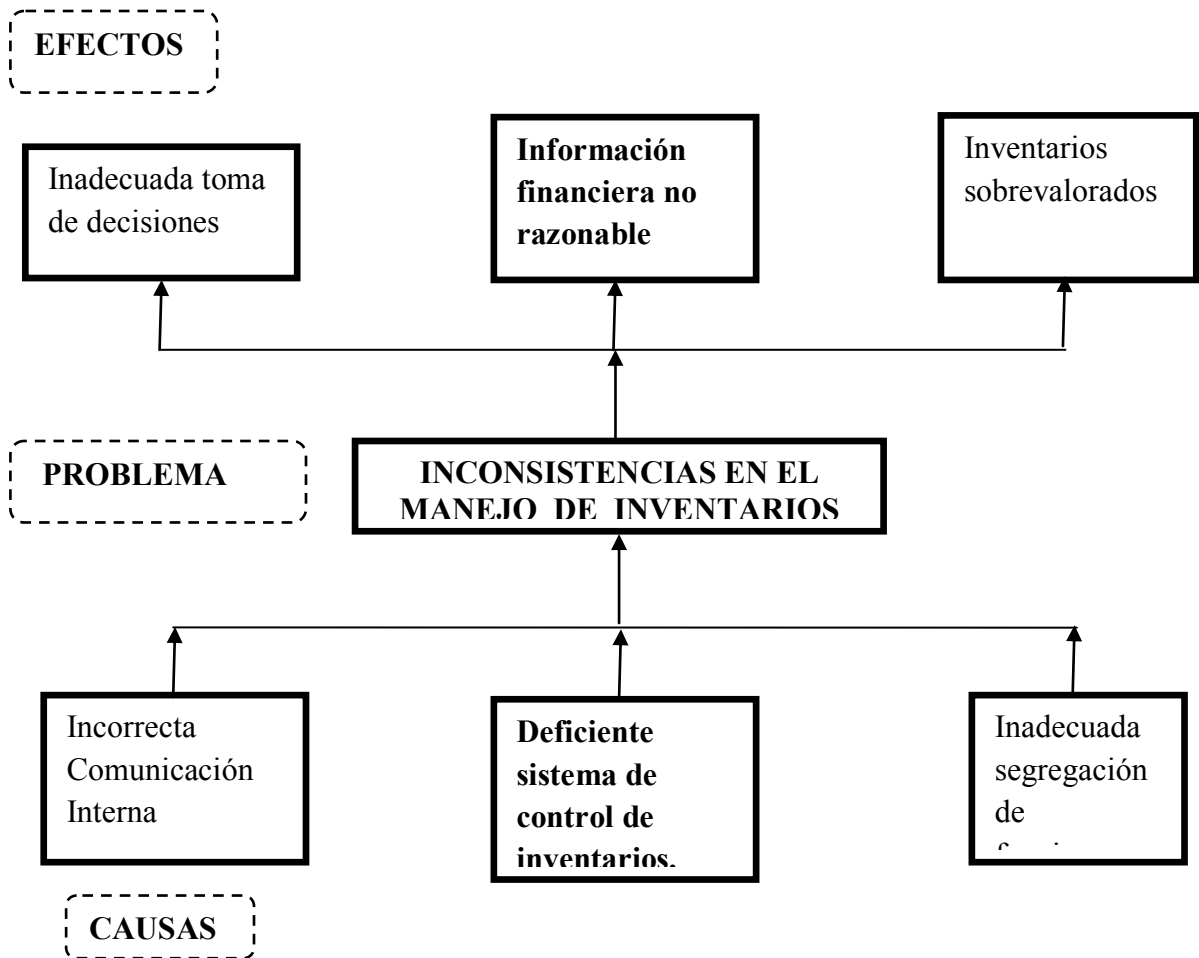 EFECTOS
Inadecuada toma
de decisiones
Información
financiera no
razonable
Inventarios
sobrevalorados
PROBLEMA
INCONSISTENCIAS EN EL
MANEJO DE INVENTARIOS
Incorrecta
Comunicación
Interna
Deficiente
sistema de
control de
inventarios.
Inadecuada
segregación
de
CAUSAS